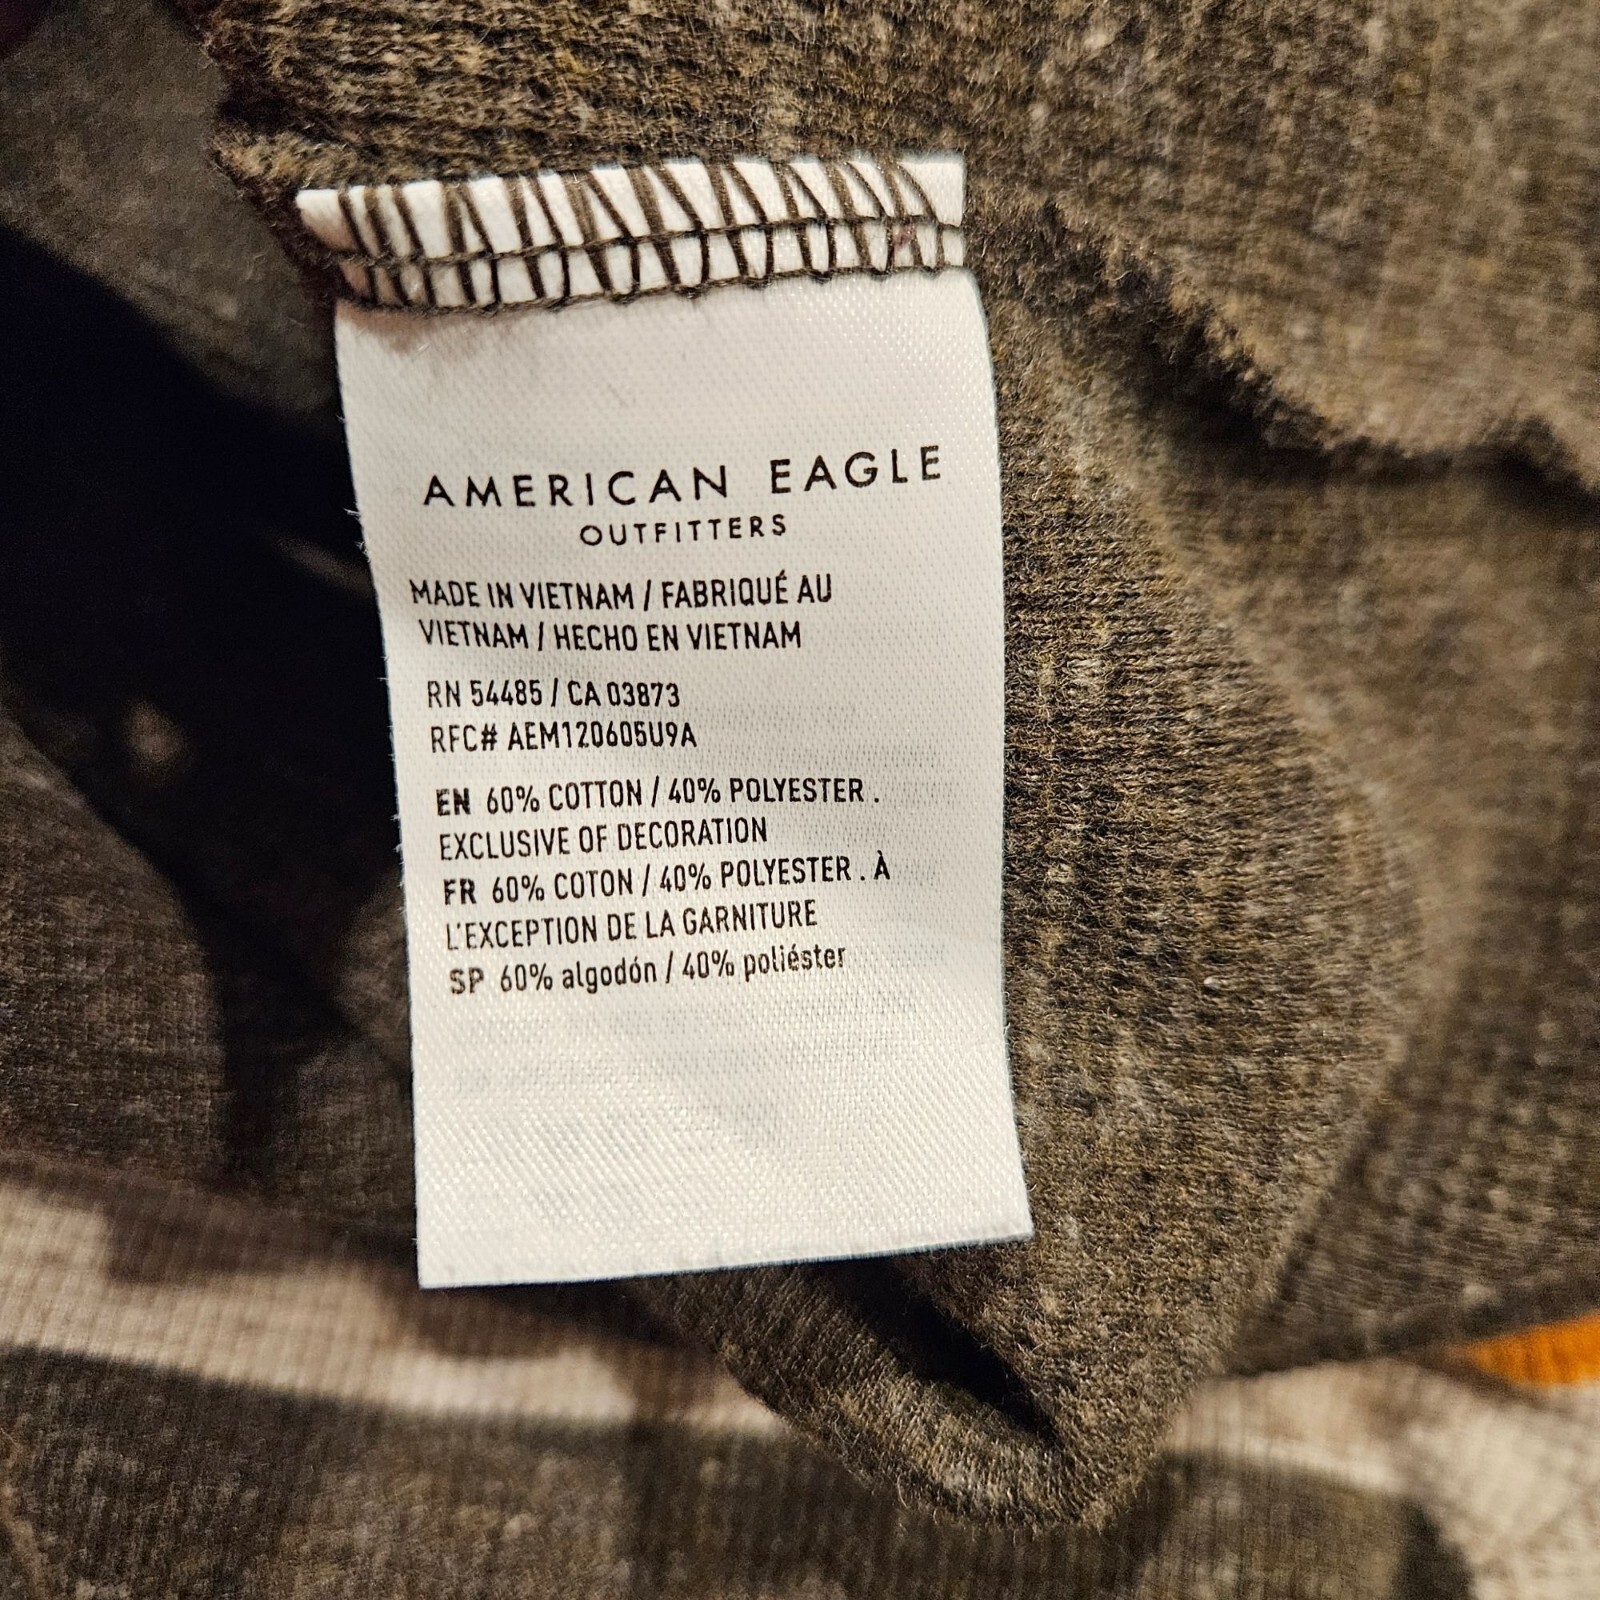 AMERICAN EAGLE
OUTFITTERS
MADE IN VIETNAM / FABRIQUÉ AU
VIETNAM / HECHO EN VIETNAM
RN 54485 / CA 03873
RFC# AEM120605U9A
EN 60% COTTON / 40% POLYESTER .
EXCLUSIVE OF DECORATION
FR 60% COTON / 40% POLYESTER . À
L'EXCEPTION DE LA GARNITURE
SP 60% algodón / 40% poliéster